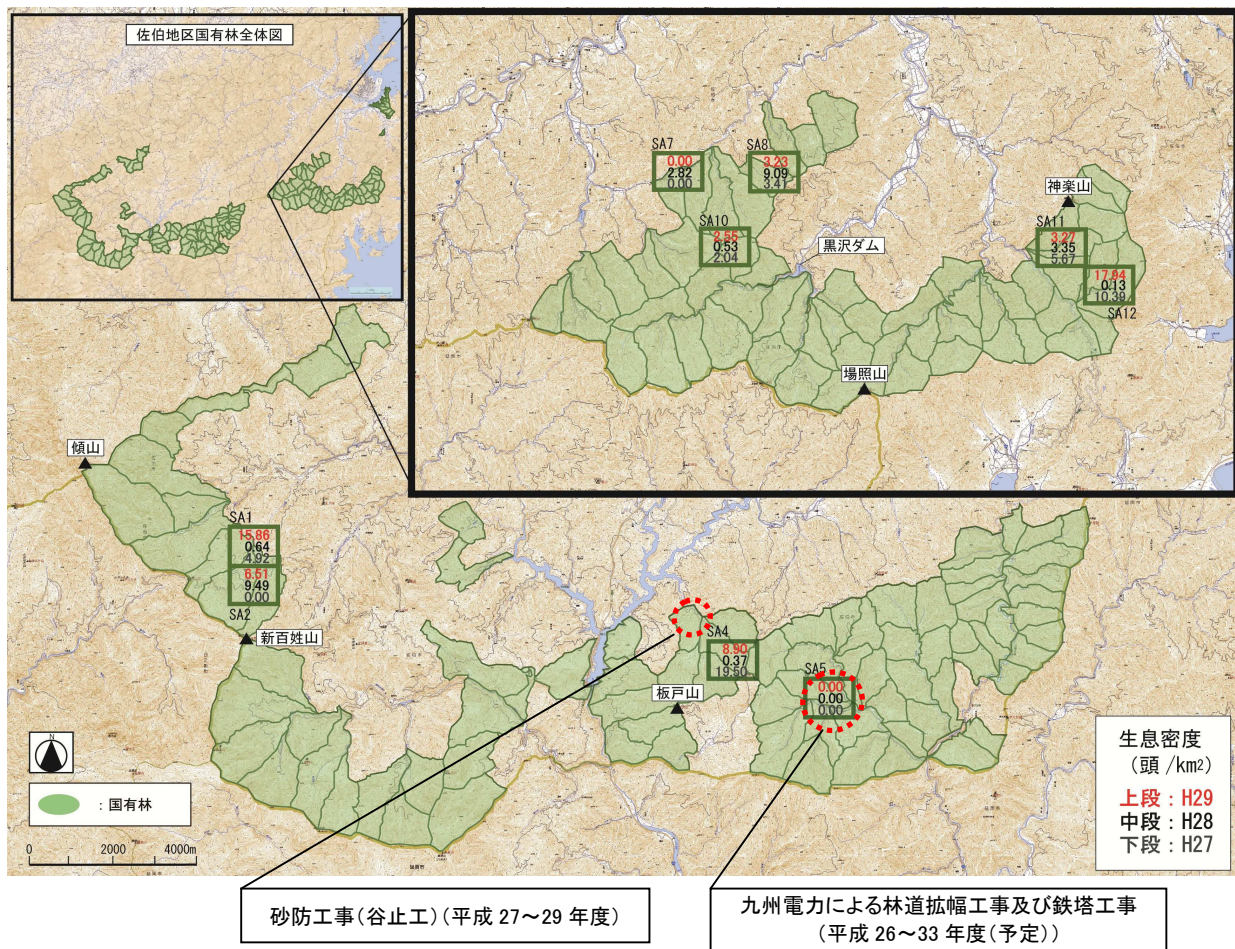 佐伯地区国有林全体図
SA7
0.00
2.82
0.00
SA8
3.23
9.09
3.41
SA10
2.55
0.53
2.04
黒沢ダム
神楽山
SA11
3.27
3.35
5.67
17.94
0.13
10.39
SA12
場照山
傾山
SA1
15.86
0.64
4.92
6.51
9.49
0.00
SA2
新百姓山
SA4
8.90
0.37
19.50
板戸山
SA5
0.00
0.00
0.00
N
:国有林
0 2000 4000m
生息密度
(頭/km²)
上段:H29
中段:H28
下段:H27
砂防工事(谷止工)(平成27~29年度)
九州電力による林道拡幅工事及び鉄塔工事
(平成26~33年度(予定))